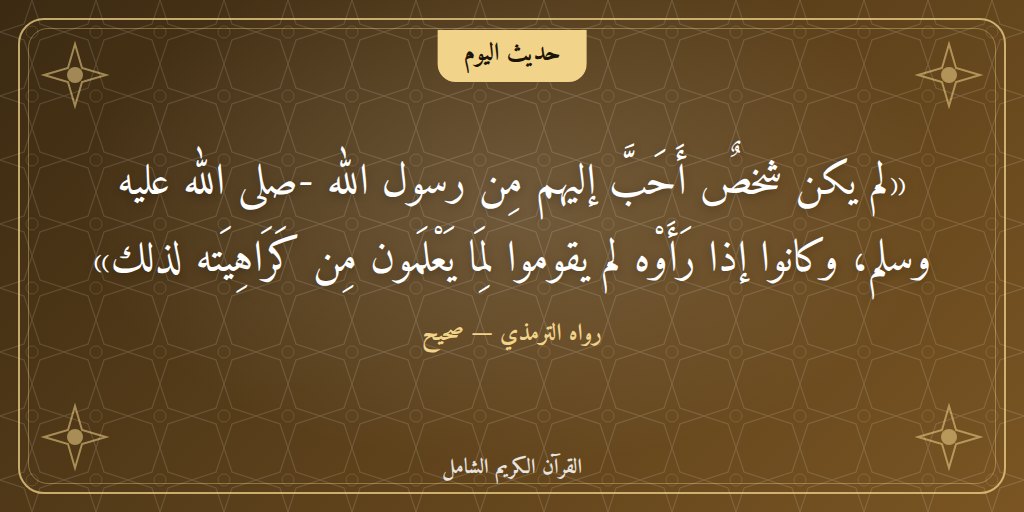 حديث اليوم
«لم يكن شخصٌ أَحَبَّ إليهم مِن رسول الله -صلى الله عليه
وسلم، وكانوا إذا رَأَوْه لم يقوموا لِمَا يَعْلَمون مِن كَرَاهِيَته لذلك»
رواه الترمذي — صحيح
القرآن الكريم الشامل